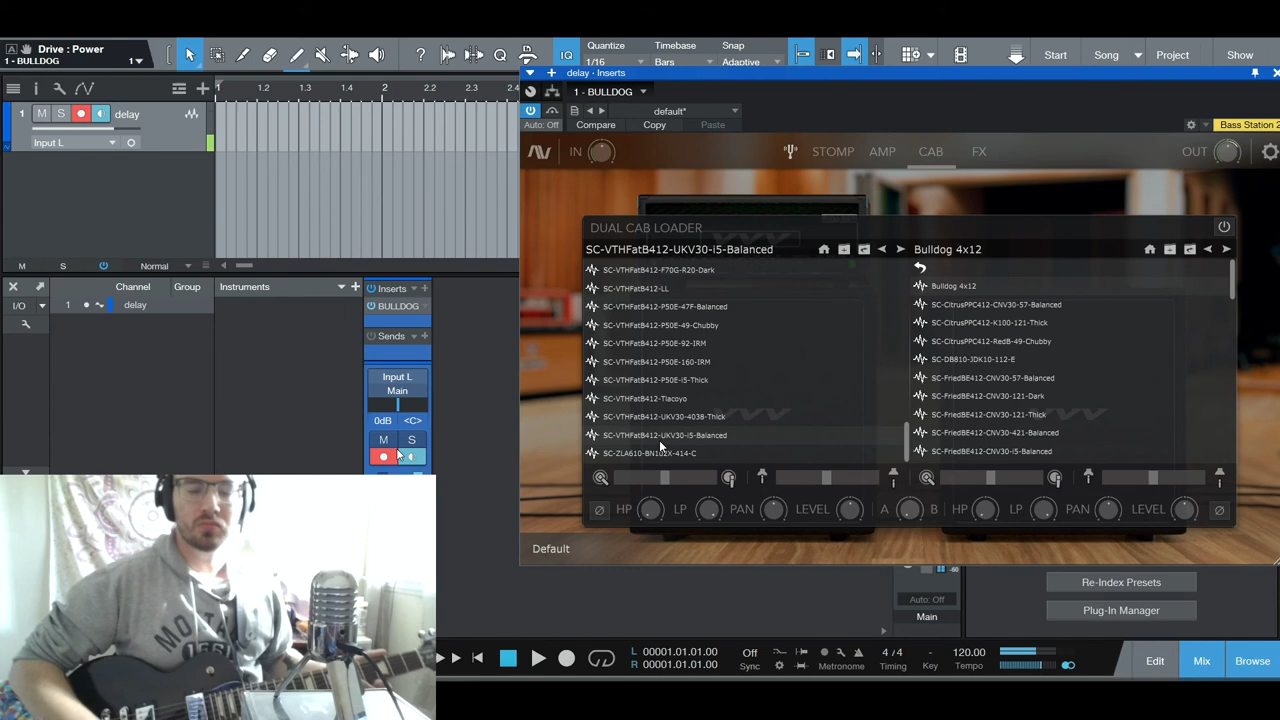 Drive : Power
1 - BULLDOG
1
IQ
Quantize
1/16
Timebase
Bars
Snap
Adaptive
Start
Song
Project
Show
delay - Inserts
1 - BULLDOG
default*
Auto: Off
Compare
Copy
Paste
Bass Station 2
1
1.2
1.3
1.4
2
2.2
2.3
2.4
1
M
S
delay
Input L
IN
STOMP
AMP
CAB
FX
OUT
DUAL CAB LOADER
SC-VTHFatB412-UKV30-i5-Balanced
Bulldog 4x12
SC-VTHFatB412-F70G-R20-Dark
SC-VTHFatB412-LL
SC-VTHFatB412-P50E-47F-Balanced
SC-VTHFatB412-P50E-49-Chubby
SC-VTHFatB412-P50E-92-IRM
SC-VTHFatB412-P50E-160-IRM
SC-VTHFatB412-P50E-i5-Thick
SC-VTHFatB412-Tlacoyo
SC-VTHFatB412-UKV30-4038-Thick
SC-VTHFatB412-UKV30-i5-Balanced
SC-ZLA610-BN102X-414-C
Bulldog 4x12
SC-CitrusPPC412-CNV30-57-Balanced
SC-CitrusPPC412-K100-121-Thick
SC-CitrusPPC412-RedB-49-Chubby
SC-DB810-JDK10-112-E
SC-FriedBE412-CNV30-57-Balanced
SC-FriedBE412-CNV30-121-Dark
SC-FriedBE412-CNV30-121-Thick
SC-FriedBE412-CNV30-421-Balanced
SC-FriedBE412-CNV30-i5-Balanced
HP
LP
PAN
LEVEL
A
B
HP
LP
PAN
LEVEL
Default
M
S
Normal
Channel
Group
Instruments
Inserts
I/O
1
delay
BULLDOG
Sends
Input L
Main
0dB
<C>
M
S
-60
Auto: Off
Main
Re-Index Presets
Plug-In Manager
L 00001.01.01.00
R 00001.01.01.00
Off
Sync
Metronome
4 / 4
Timing
-
Key
120.00
Tempo
Edit
Mix
Browse